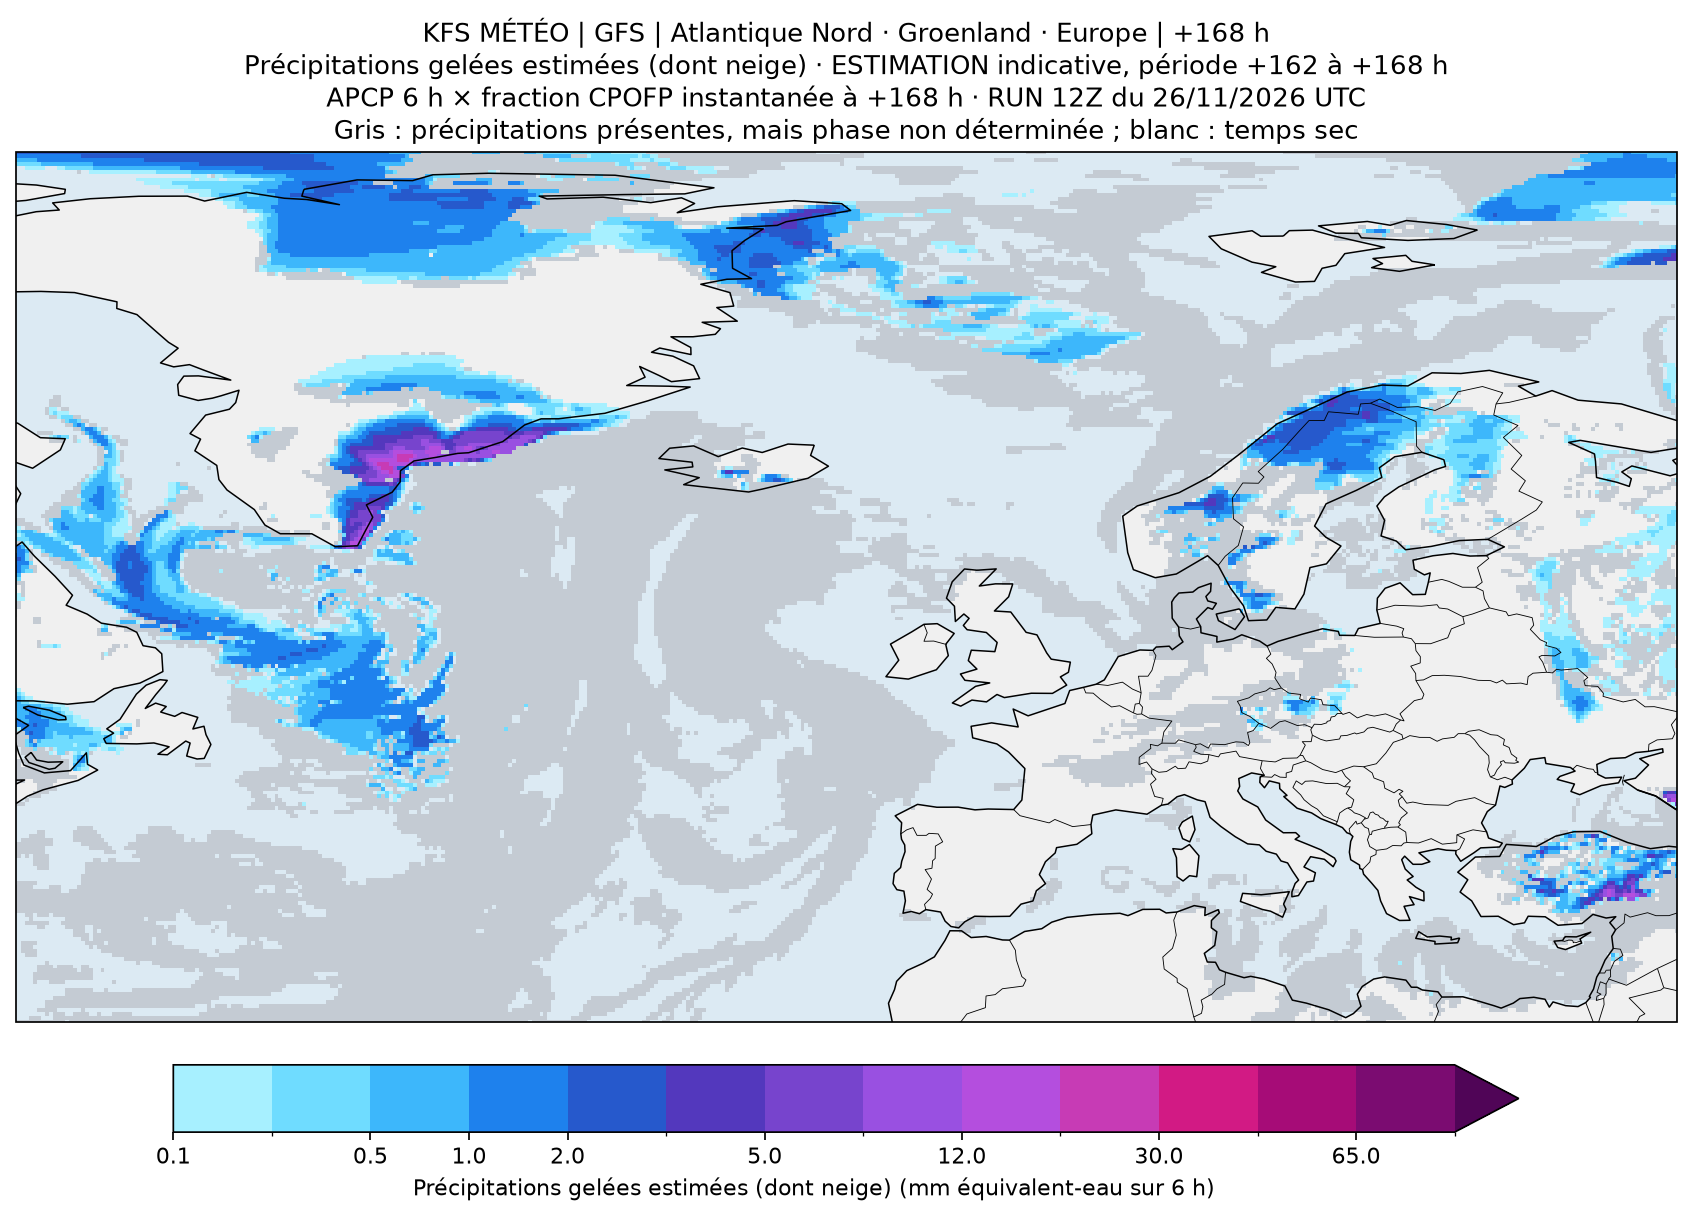 KFS MÉTÉO | GFS | Atlantique Nord · Groenland · Europe | +168 h
Précipitations gelées estimées (dont neige) · ESTIMATION indicative, période +162 à +168 h
APCP 6 h × fraction CPOFP instantanée à +168 h · RUN 12Z du 26/11/2026 UTC
Gris : précipitations présentes, mais phase non déterminée ; blanc : temps sec
0.1 0.5 1.0 2.0 5.0 12.0 30.0 65.0
Précipitations gelées estimées (dont neige) (mm équivalent-eau sur 6 h)